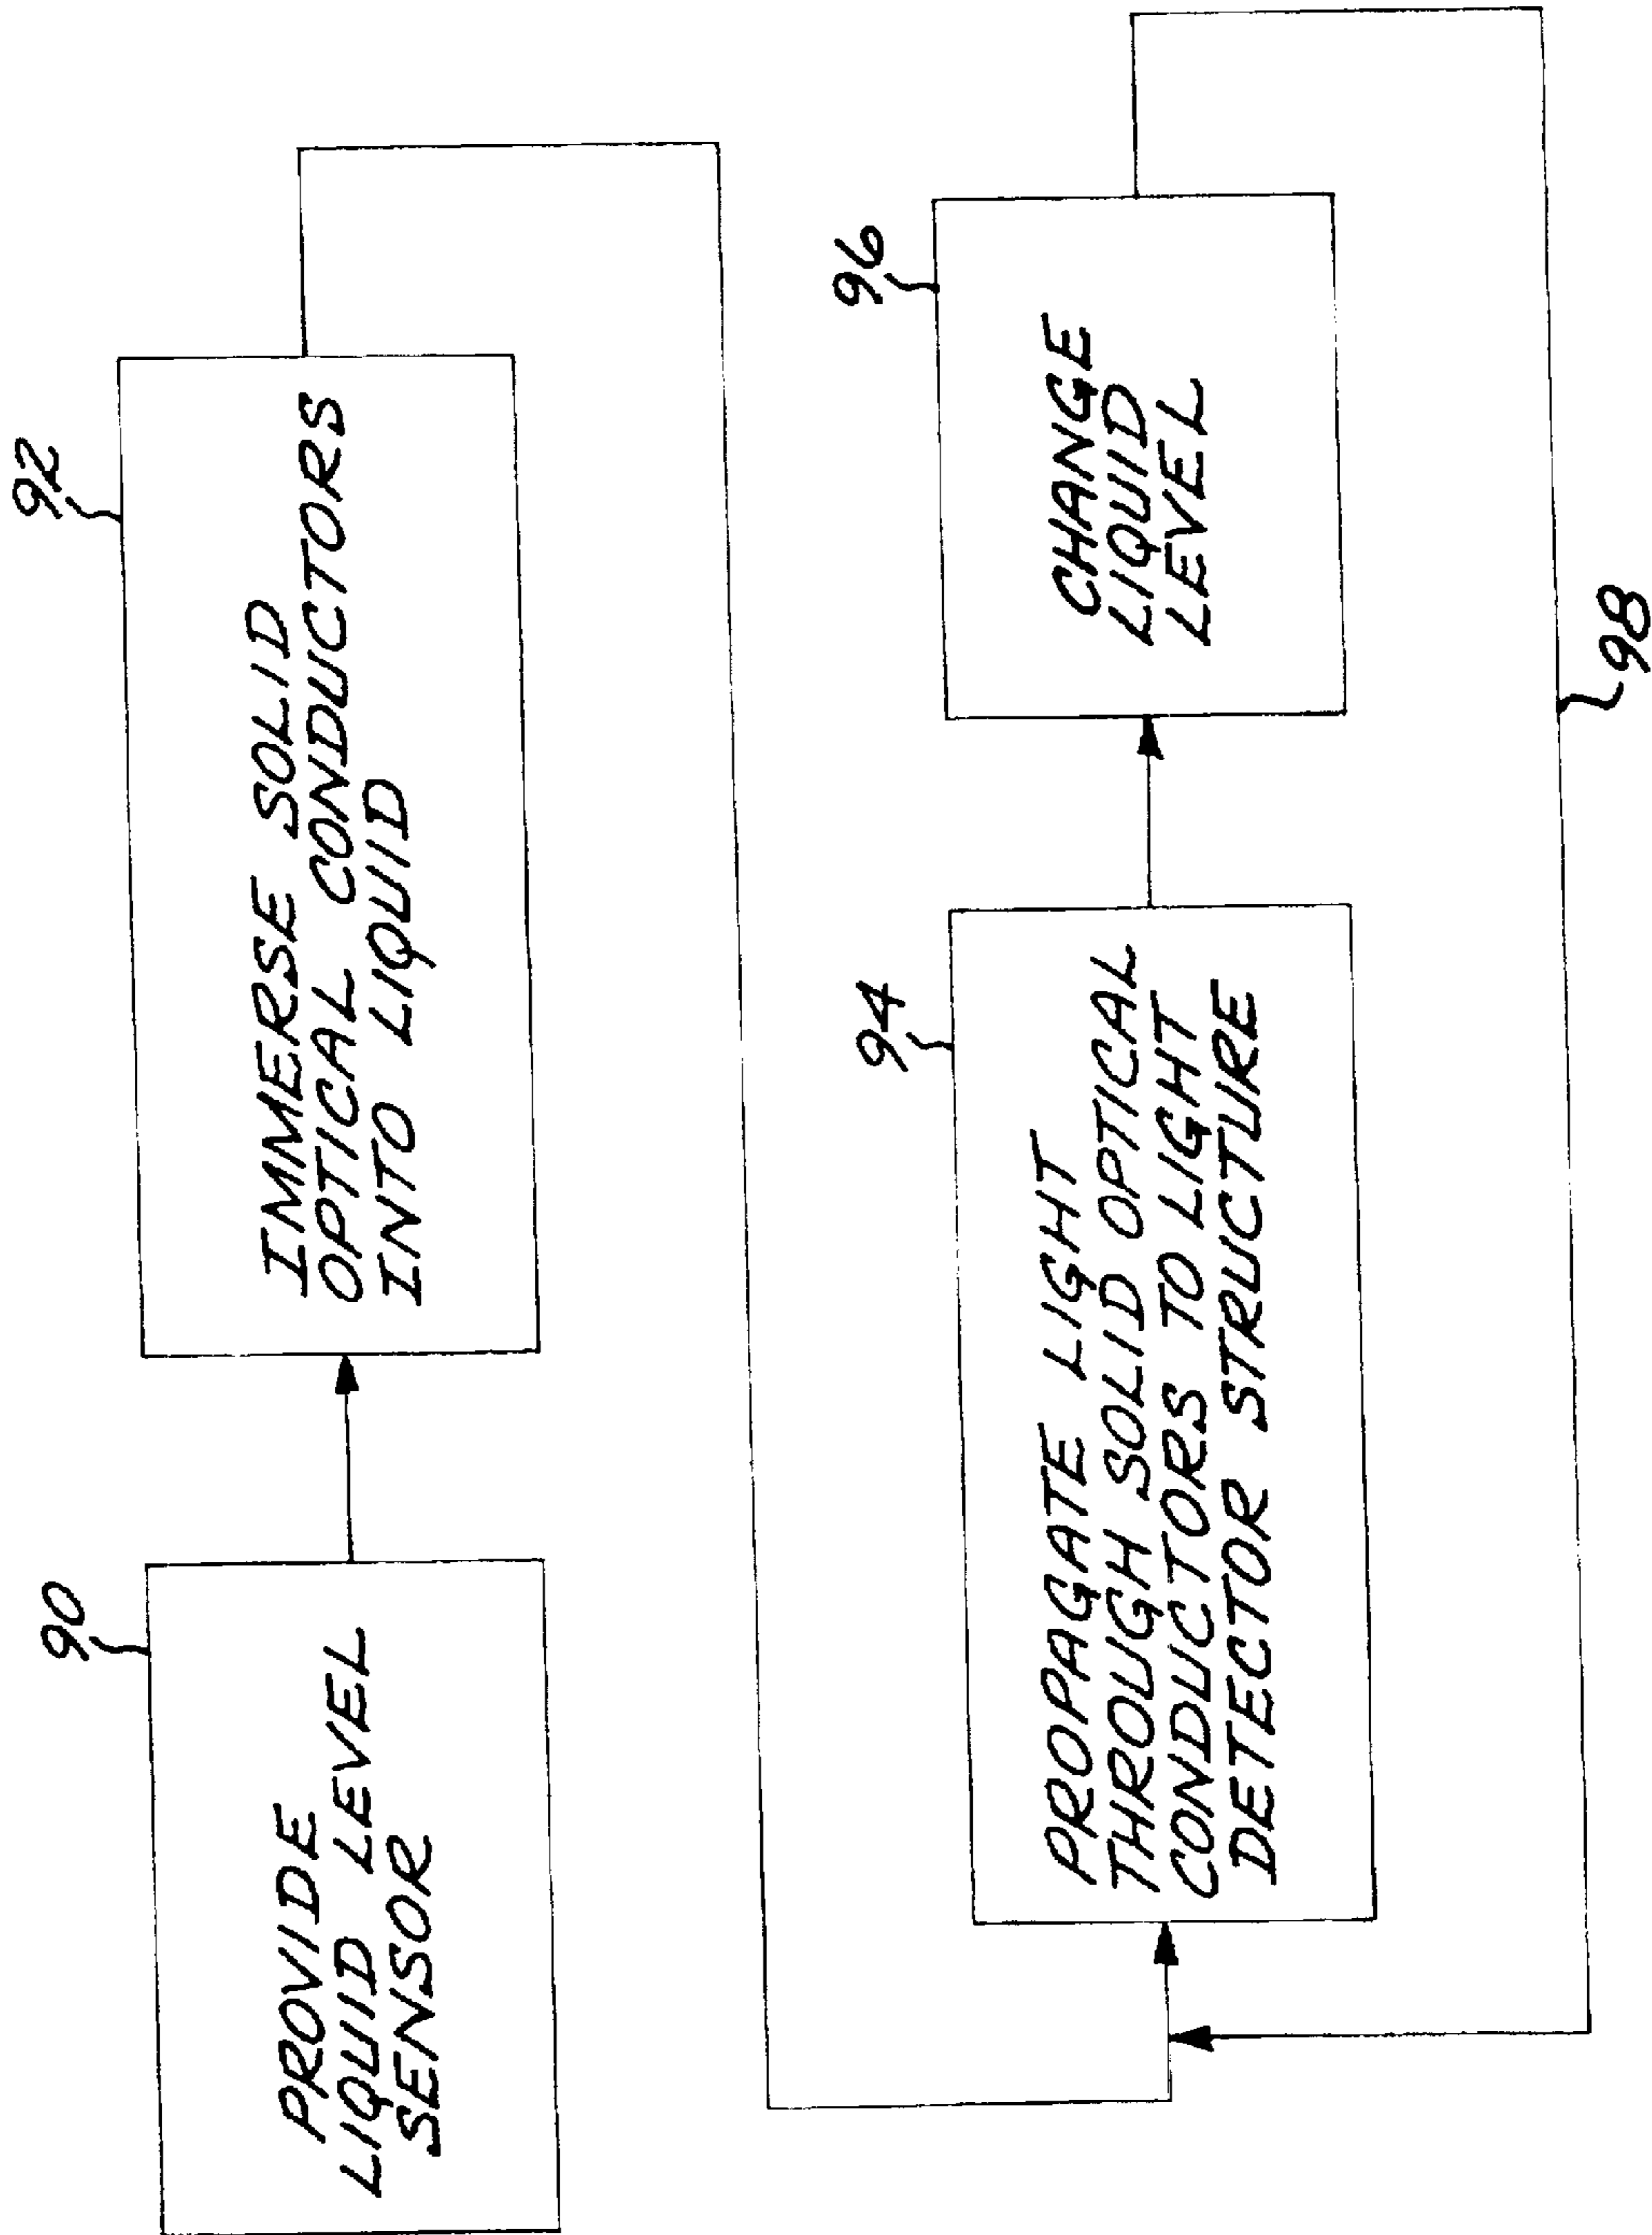 90
PROVIDE
LIQUID LEVEL
SENSOR
92
IMMERSE SOLID
OPTICAL CONDUCTORS
INTO LIQUID
94
PROPAGATE LIGHT
THROUGH SOLID OPTICAL
CONDUCTORS TO LIGHT
DETECTOR STRUCTURE
96
CHANGE
LIQUID
LEVEL
98